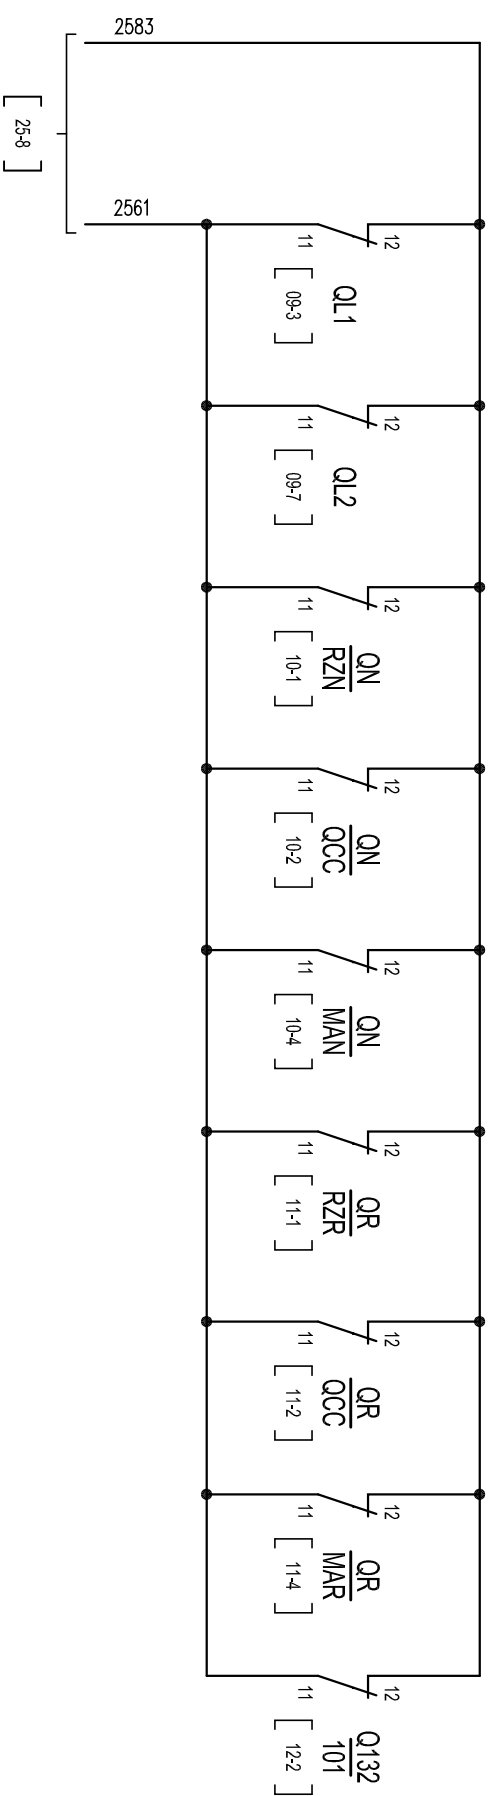 2583
2561
[ 25-8 ]
12
11
QL1
[ 09-3 ]
12
11
QL2
[ 09-7 ]
12
11
QN
RZN
[ 10-1 ]
12
11
QN
QCC
[ 10-2 ]
12
11
QN
MAN
[ 10-4 ]
12
11
QR
RZR
[ 11-1 ]
12
11
QR
QCC
[ 11-2 ]
12
11
QR
MAR
[ 11-4 ]
12
11
Q132
101
[ 12-2 ]